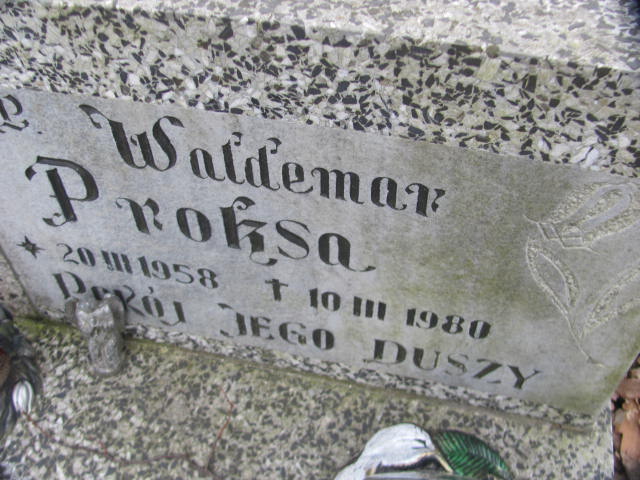 P. Waldemar
Proksa
* 20 III 1958 † 10 III 1980
Pokój JEGO DUSZY